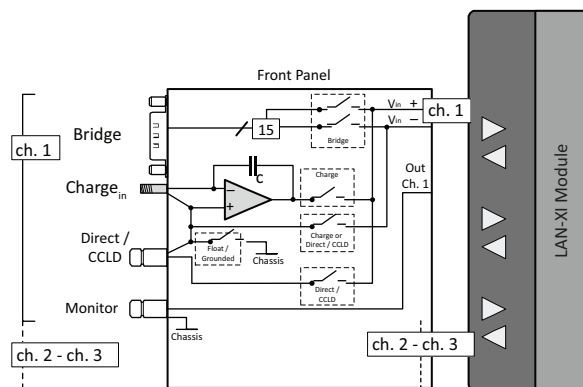 Front Panel
LAN-XI Module
ch. 1
Bridge
15
Bridge
Vin +
Vin −
ch. 1
Charge in
C
−
+
Charge
Out
Ch. 1
Charge or
Direct / CCLD
Direct /
CCLD
Float /
Grounded
Chassis
Direct /
CCLD
Monitor
Chassis
ch. 2 - ch. 3
ch. 2 - ch. 3